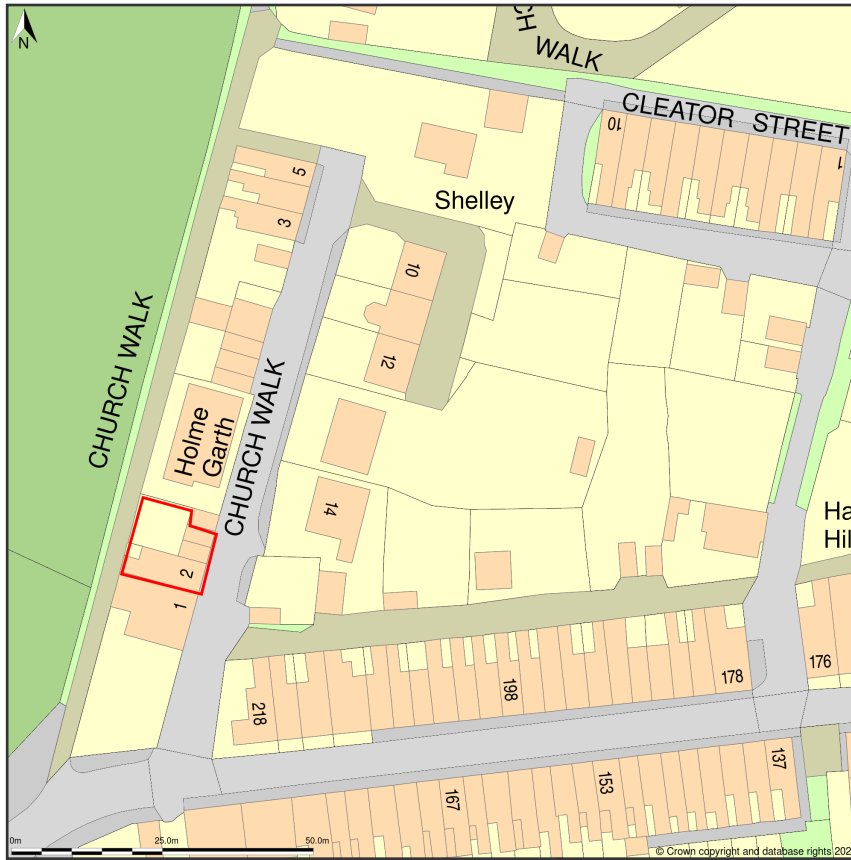 N
CH WALK
CLEATOR STREET
10
1
5
3
Shelley
10
12
CHURCH WALK
CHURCH WALK
Holme
Garth
14
Ha
Hil
2
1
218
198
178
176
167
153
137
0m
25.0m
50.0m
© Crown copyright and database rights 202